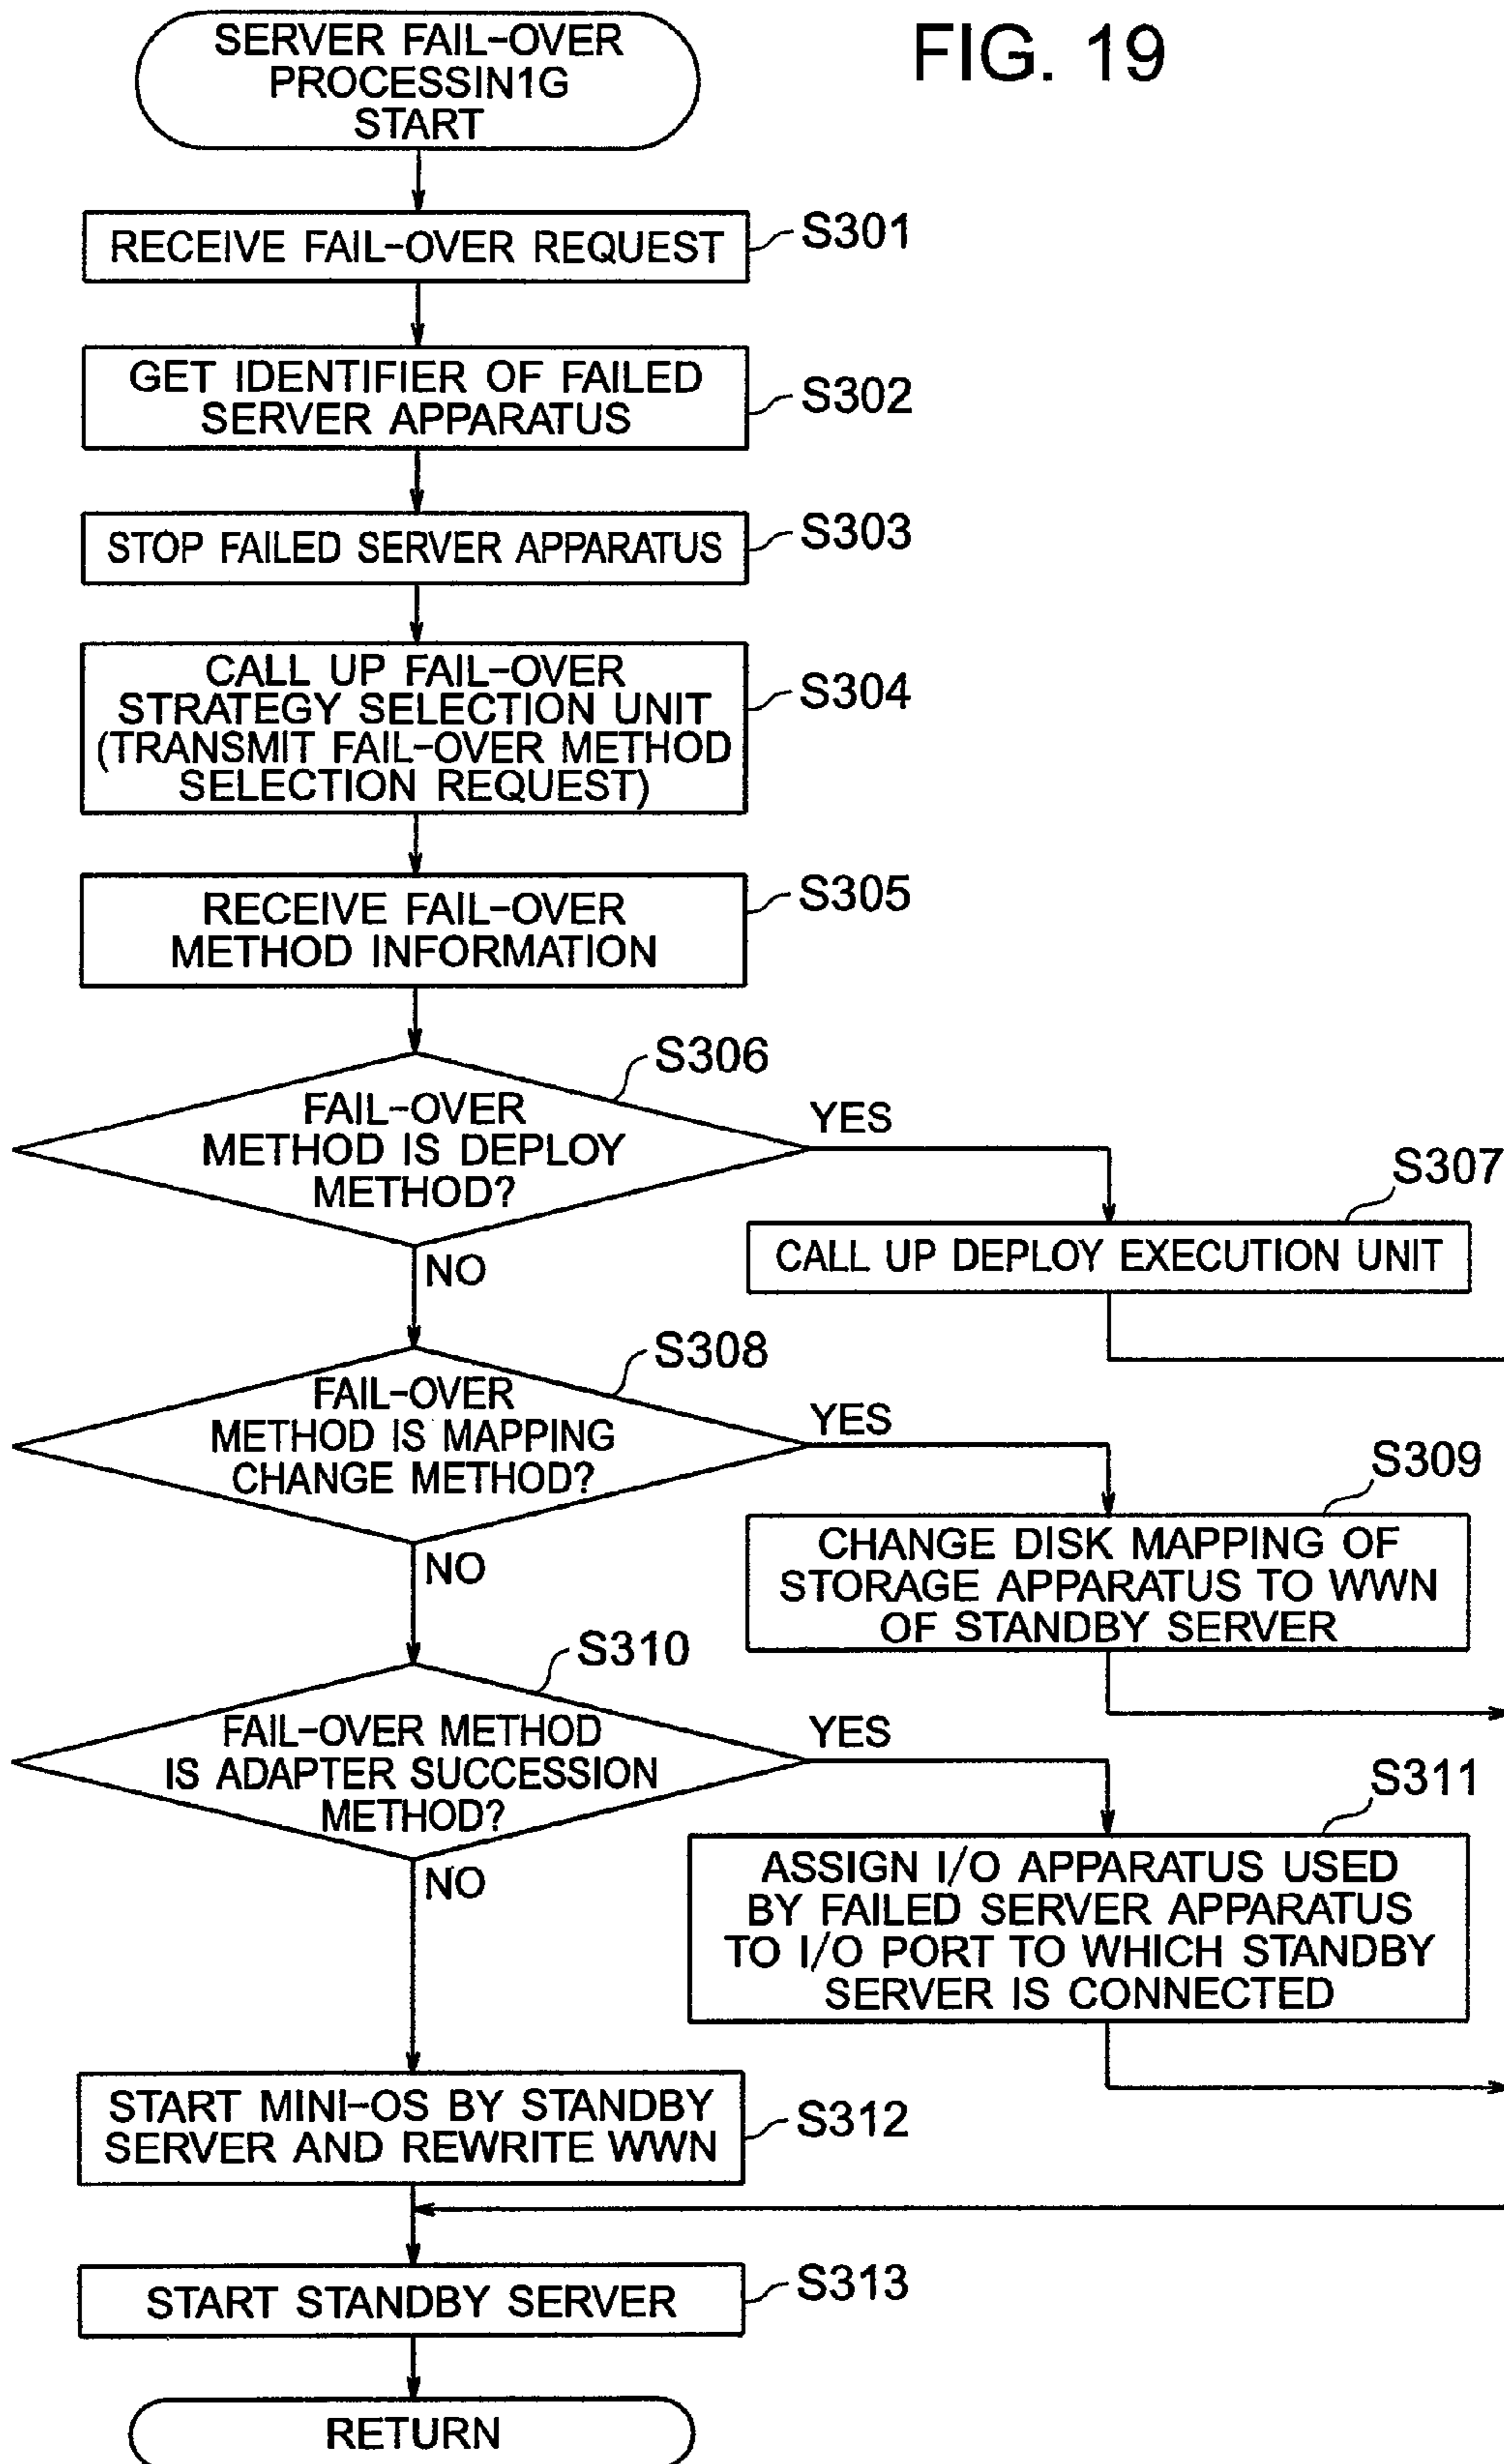 FIG. 19
SERVER FAIL-OVER
PROCESSIN1G
START
RECEIVE FAIL-OVER REQUEST
S301
GET IDENTIFIER OF FAILED
SERVER APPARATUS
S302
STOP FAILED SERVER APPARATUS
S303
CALL UP FAIL-OVER
STRATEGY SELECTION UNIT
(TRANSMIT FAIL-OVER METHOD
SELECTION REQUEST)
S304
RECEIVE FAIL-OVER
METHOD INFORMATION
S305
S306
FAIL-OVER
METHOD IS DEPLOY
METHOD?
YES
NO
S307
CALL UP DEPLOY EXECUTION UNIT
S308
FAIL-OVER
METHOD IS MAPPING
CHANGE METHOD?
YES
NO
S309
CHANGE DISK MAPPING OF
STORAGE APPARATUS TO WWN
OF STANDBY SERVER
S310
FAIL-OVER METHOD
IS ADAPTER SUCCESSION
METHOD?
YES
NO
S311
ASSIGN I/O APPARATUS USED
BY FAILED SERVER APPARATUS
TO I/O PORT TO WHICH STANDBY
SERVER IS CONNECTED
START MINI-OS BY STANDBY
SERVER AND REWRITE WWN
S312
START STANDBY SERVER
S313
RETURN